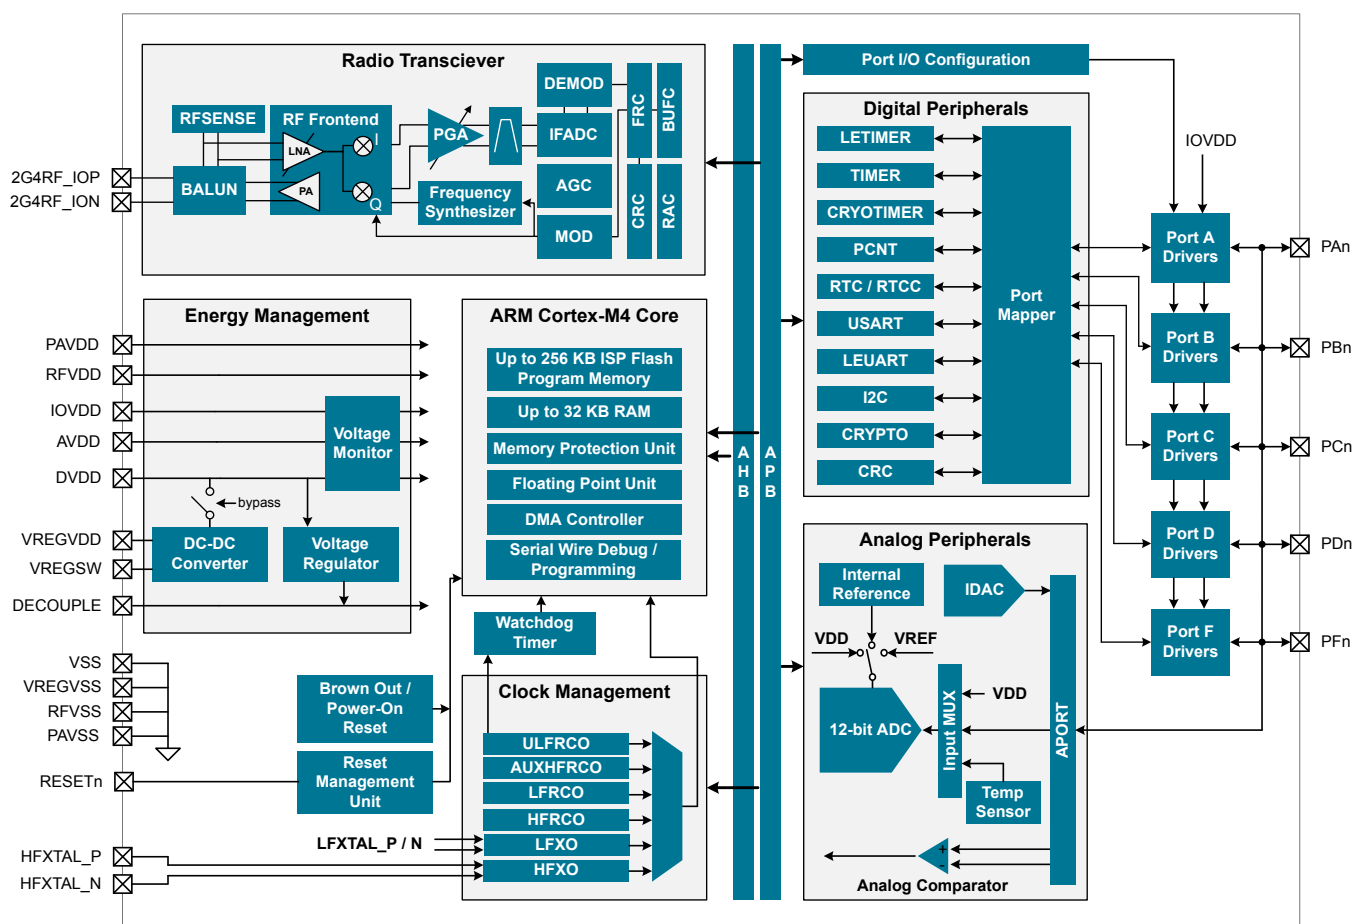 Radio Transciever
RFSENSE
RF Frontend
LNA
I
PA
Q
BALUN
PGA
DEMOD
IFADC
AGC
MOD
Frequency
Synthesizer
FRC
BUFC
CRC
RAC
2G4RF_IOP
2G4RF_ION
Energy Management
PAVDD
RFVDD
IOVDD
AVDD
DVDD
VREGVDD
VREGSW
DECOUPLE
Voltage
Monitor
bypass
DC-DC
Converter
Voltage
Regulator
VSS
VREGVSS
RFVSS
PAVSS
RESETn
HFXTAL_P
HFXTAL_N
ARM Cortex-M4 Core
Up to 256 KB ISP Flash
Program Memory
Up to 32 KB RAM
Memory Protection Unit
Floating Point Unit
DMA Controller
Serial Wire Debug /
Programming
Watchdog
Timer
Brown Out /
Power-On
Reset
Reset
Management
Unit
Clock Management
ULFRCO
AUXHFRCO
LFRCO
HFRCO
LFXO
HFXO
LFXTAL_P / N
A
H
B
A
P
B
Port I/O Configuration
Digital Peripherals
LETIMER
TIMER
CRYOTIMER
PCNT
RTC / RTCC
USART
LEUART
I2C
CRYPTO
CRC
Port
Mapper
Analog Peripherals
Internal
Reference
IDAC
VDD
VREF
12-bit ADC
Input MUX
VDD
Temp
Sensor
APORT
+
-
Analog Comparator
IOVDD
Port A
Drivers
Port B
Drivers
Port C
Drivers
Port D
Drivers
Port F
Drivers
PAn
PBn
PCn
PDn
PFn